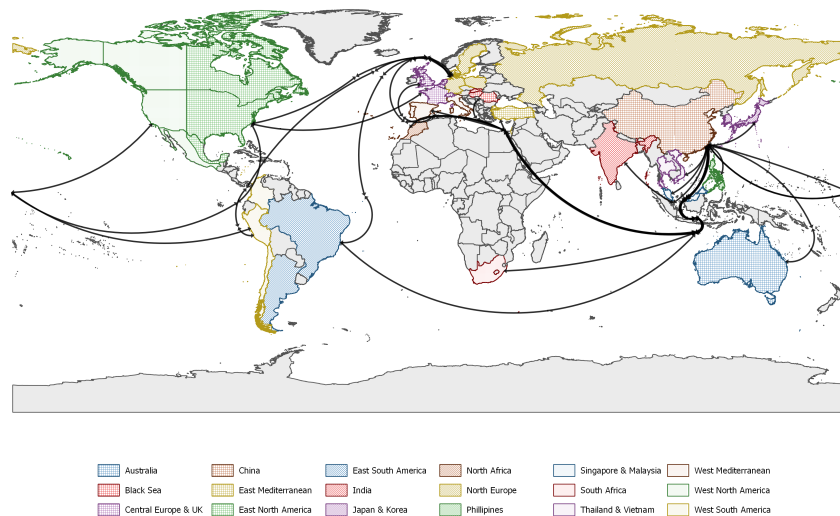 Australia China East South America North Africa Singapore & Malaysia West Mediterranean
Black Sea East Mediterranean India North Europe South Africa West North America
Central Europe & UK East North America Japan & Korea Phillipines Thailand & Vietnam West South America